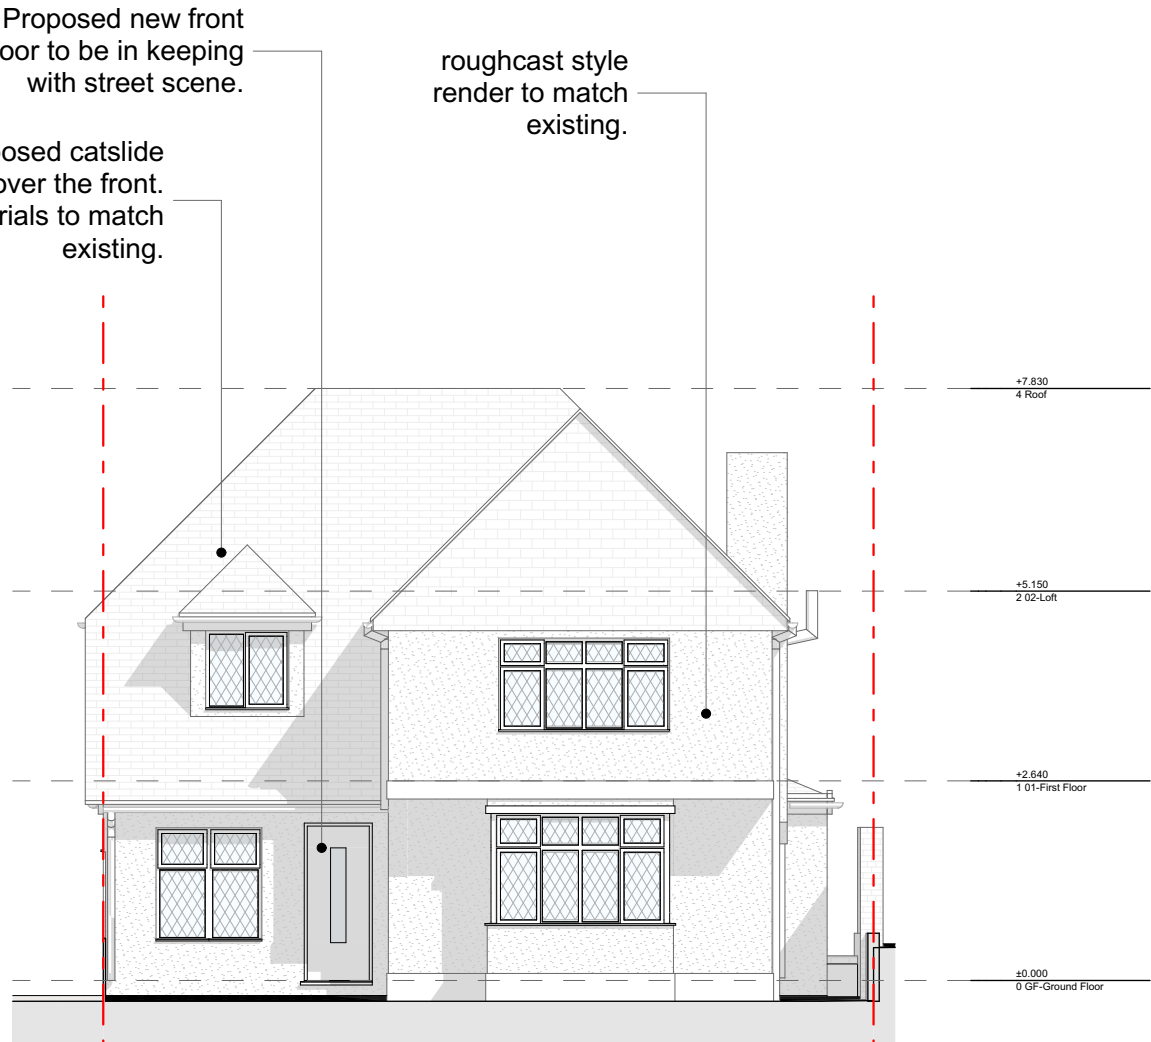 Proposed new front
oor to be in keeping
with street scene.
roughcast style
render to match
existing.
posed catslide
over the front.
rials to match
existing.
+7.830
4 Roof
+5.150
2 02-Loft
+2.640
1 01-First Floor
±0.000
0 GF-Ground Floor